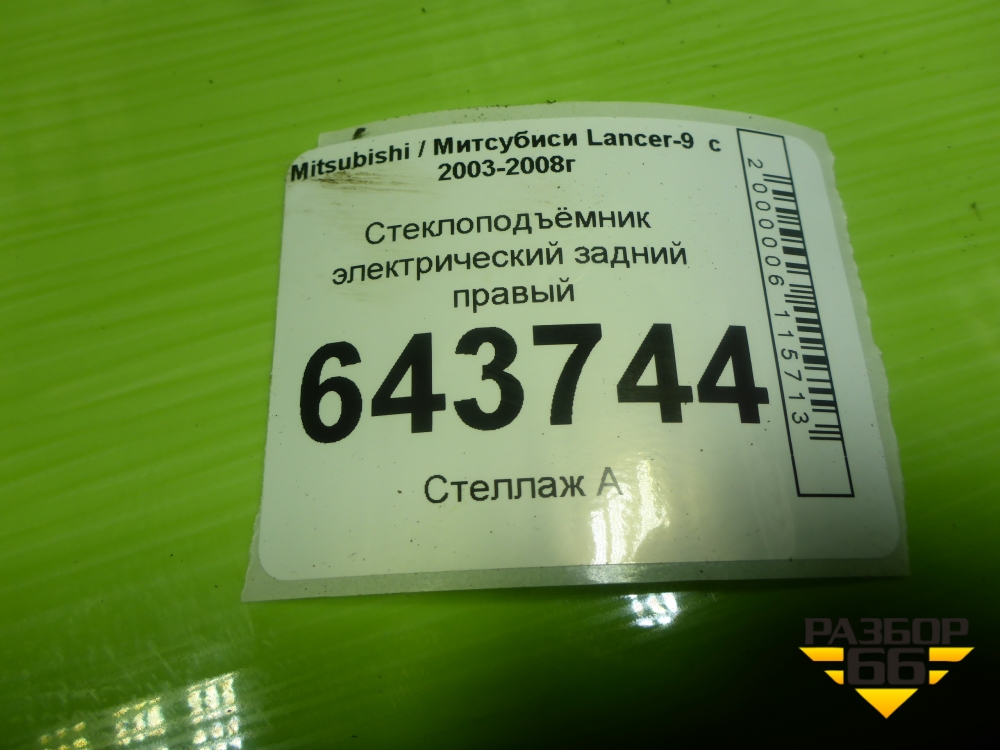 Mitsubishi / Митсубиси Lancer-9 с
2003-2008г
Стеклоподъёмник
электрический задний
правый
643744
Стеллаж А
2000006115713
РАЗБОР
66